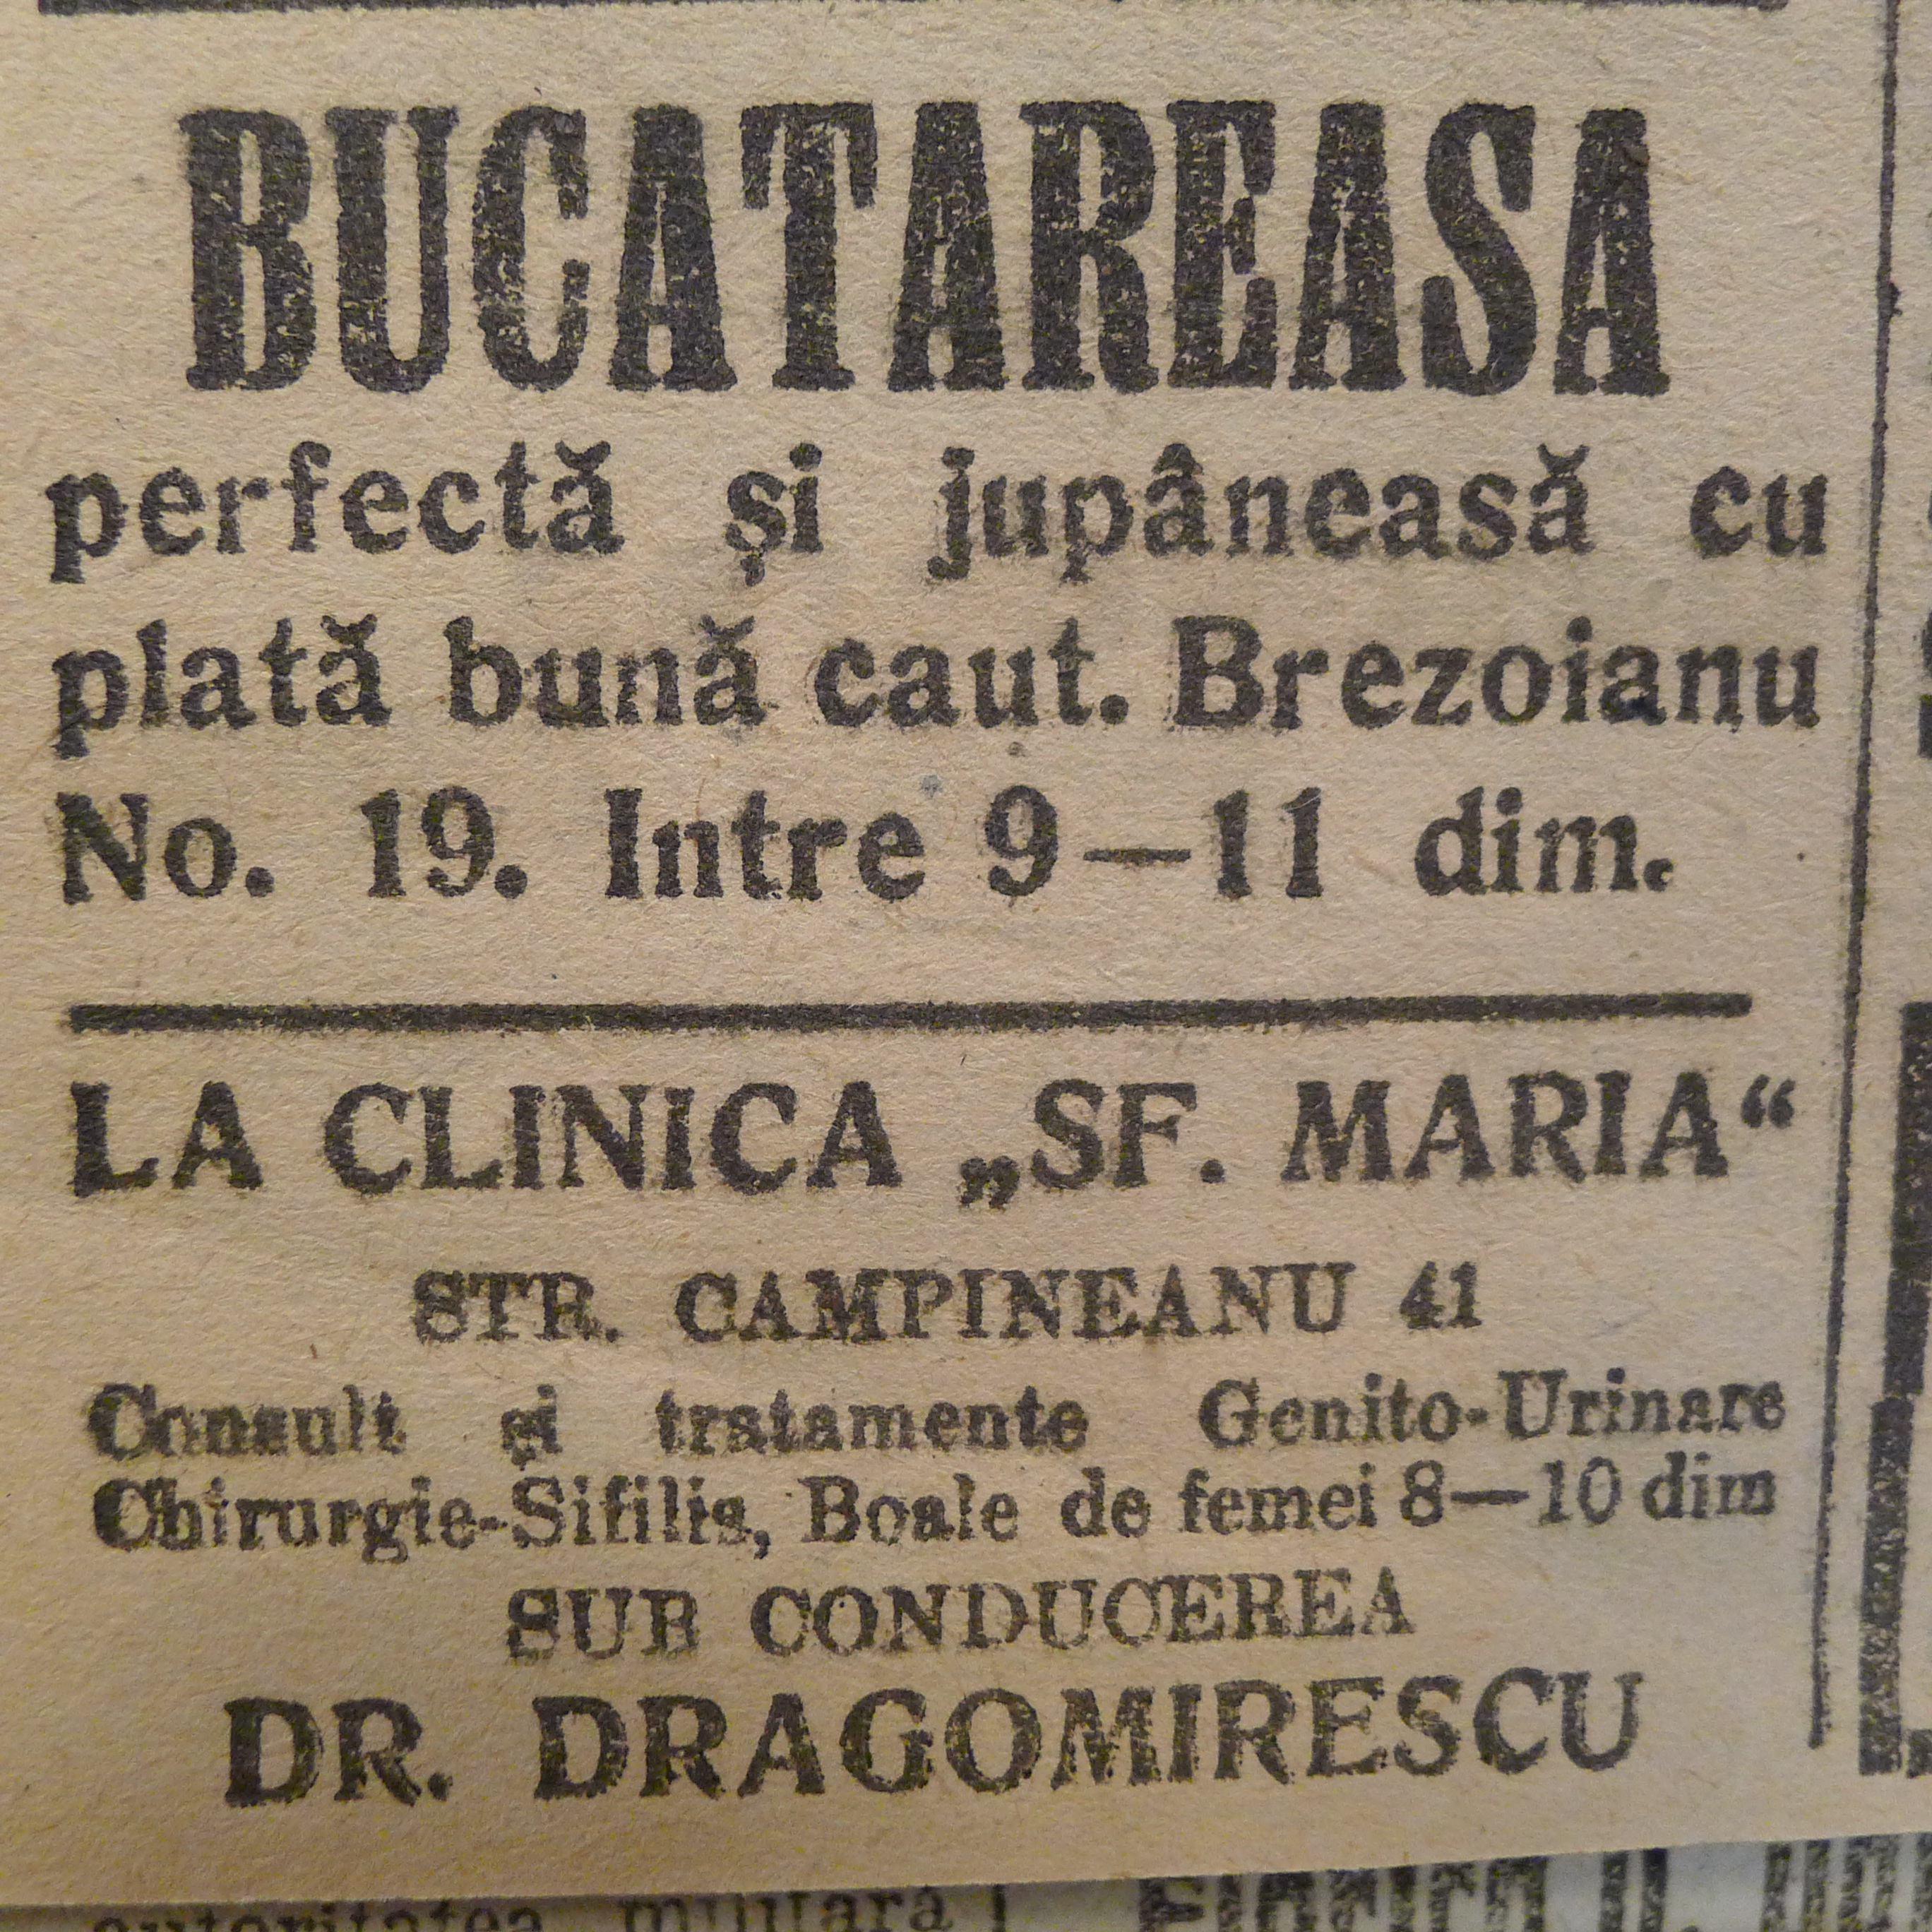 BUCATAREASA
perfectă și jupâneasă cu
plată bună caut. Brezoianu
No. 19. Intre 9—11 dim.
LA CLINICA „SF. MARIA“
STR. CAMPINEANU 41
Consult și tratamente Genito-Urinare
Chirurgie-Sifilis, Boale de femei 8—10 dim
SUB CONDUCEREA
DR. DRAGOMIRESCU
autoritatea militară